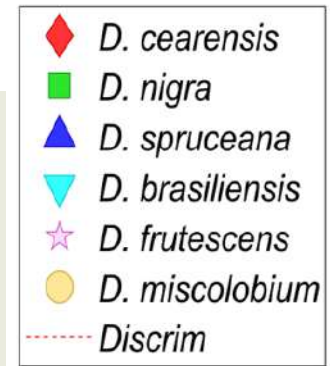 D. cearensis
D. nigra
D. spruceana
D. brasiliensis
D. frutescens
D. miscolobium
Discrim